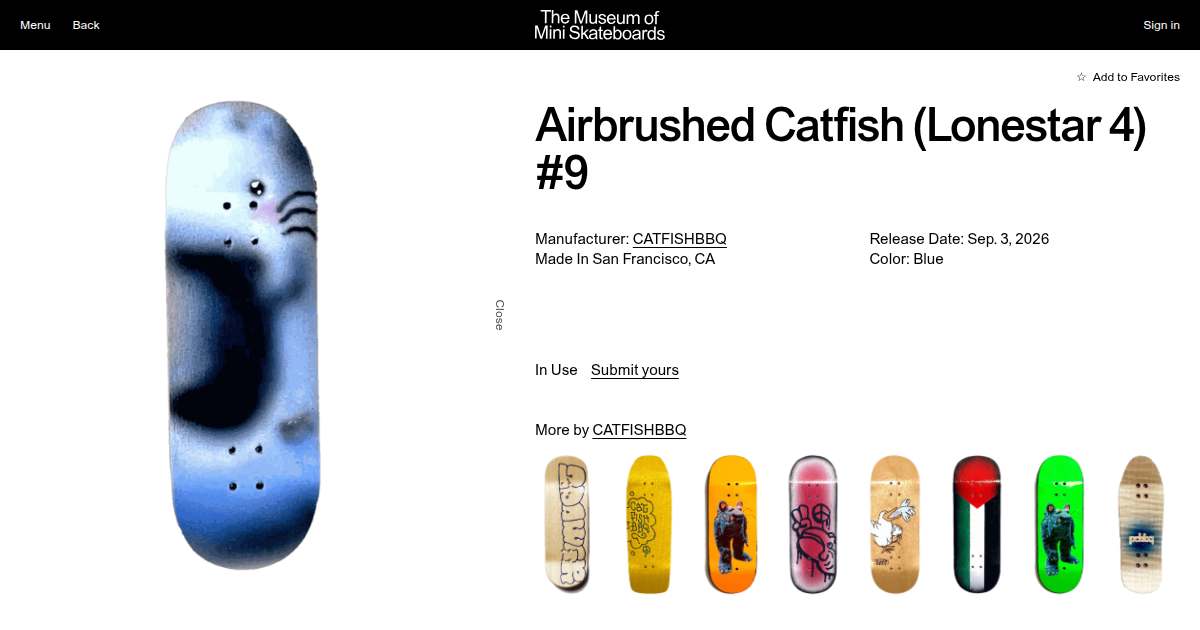 Menu
Back
The Museum of
Mini Skateboards
Sign in
☆ Add to Favorites
Airbrushed Catfish (Lonestar 4)
#9
Manufacturer: CATFISHBBQ
Made In San Francisco, CA
Release Date: Sep. 3, 2026
Color: Blue
Close
In Use
Submit yours
More by CATFISHBBQ